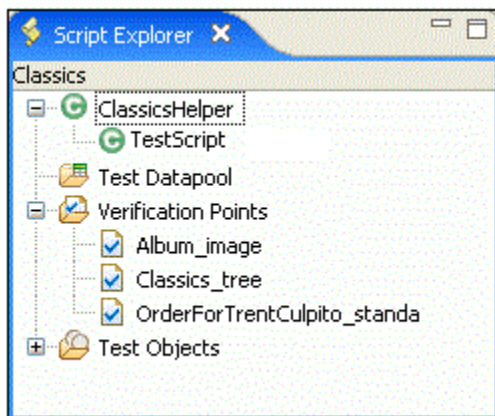 Script Explorer
Classics
ClassicsHelper
TestScript
Test Datapool
Verification Points
Album_image
Classics_tree
OrderForTrentCulpito_standa
Test Objects